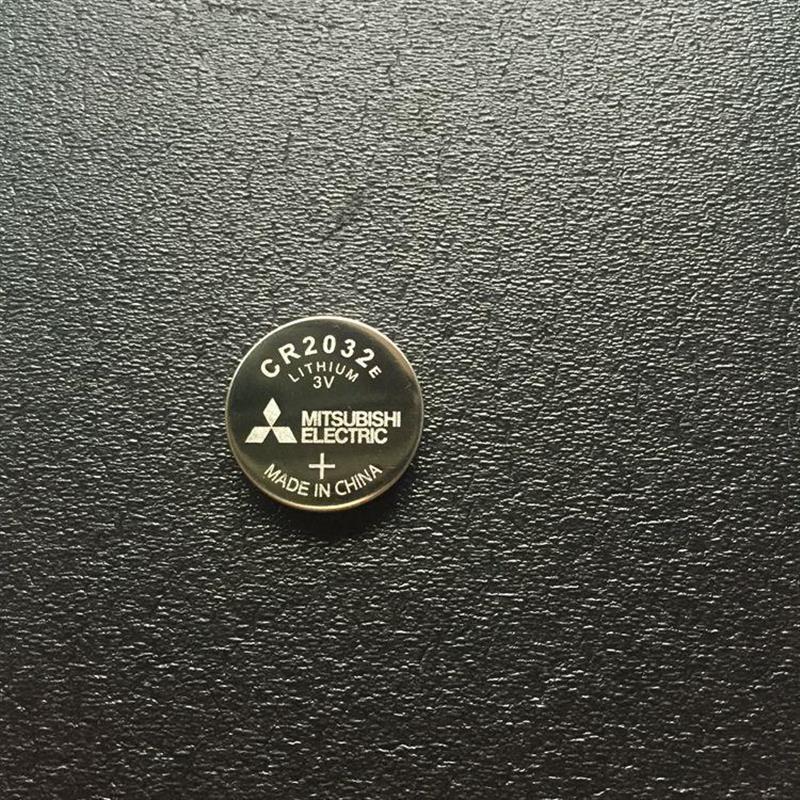 CR2032E
LITHIUM
3V
MITSUBISHI
ELECTRIC
+
MADE IN CHINA